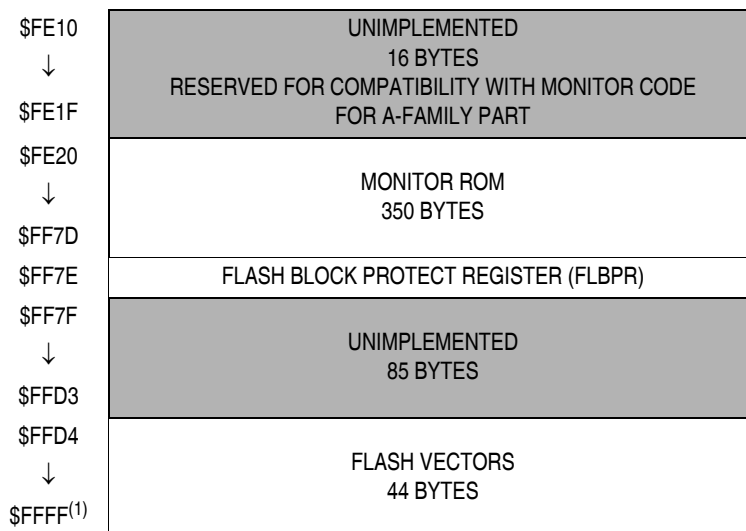 $FE10
↓
$FE1F
UNIMPLEMENTED
16 BYTES
RESERVED FOR COMPATIBILITY WITH MONITOR CODE
FOR A-FAMILY PART
$FE20
↓
$FF7D
MONITOR ROM
350 BYTES
$FF7E
FLASH BLOCK PROTECT REGISTER (FLBPR)
$FF7F
↓
$FFD3
UNIMPLEMENTED
85 BYTES
$FFD4
↓
$FFFF(1)
FLASH VECTORS
44 BYTES